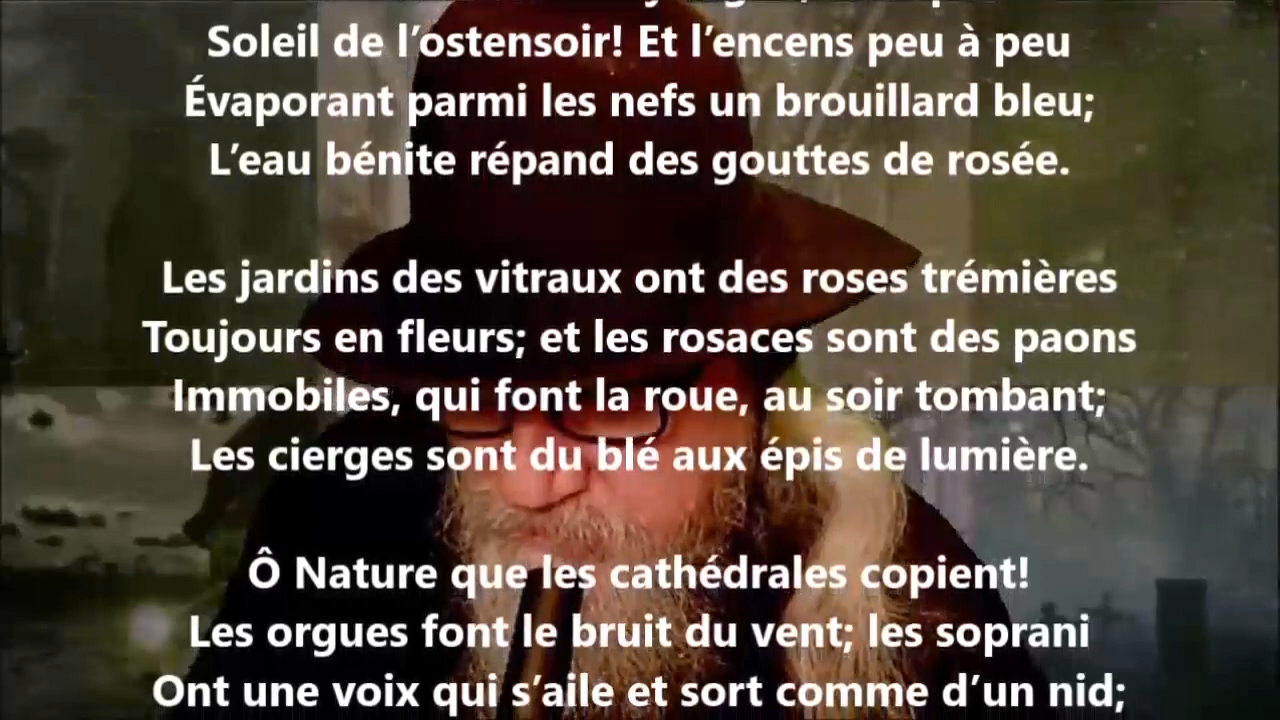 Soleil de l’ostensoir! Et l’encens peu à peu
Évaporant parmi les nefs un brouillard bleu;
L’eau bénite répand des gouttes de rosée.
Les jardins des vitraux ont des roses trémières
Toujours en fleurs; et les rosaces sont des paons
Immobiles, qui font la roue, au soir tombant;
Les cierges sont du blé aux épis de lumière.
Ô Nature que les cathédrales copient!
Les orgues font le bruit du vent; les soprani
Ont une voix qui s’aile et sort comme d’un nid;